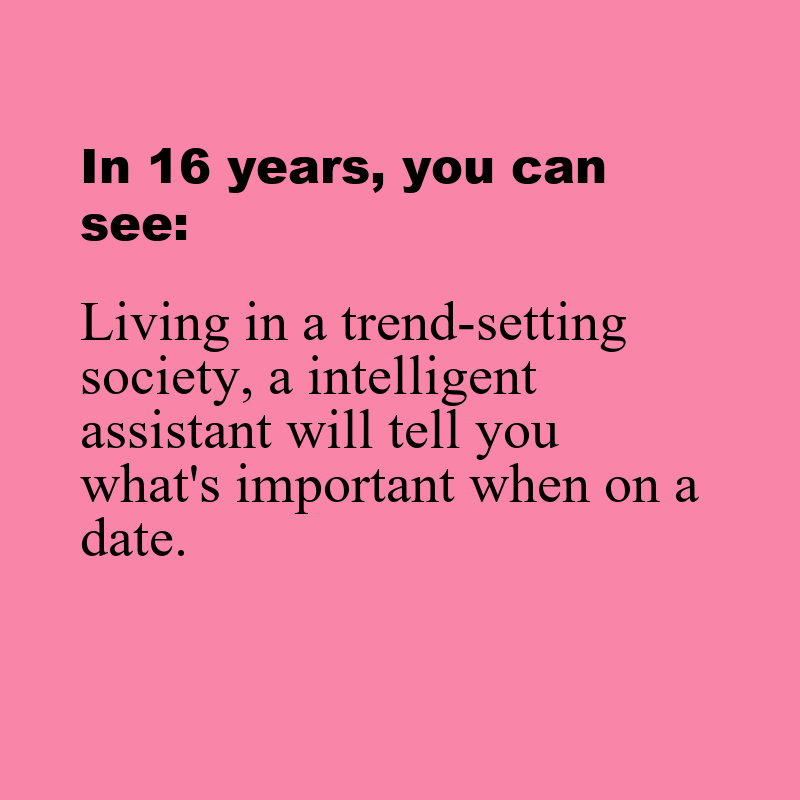 In 16 years, you can
see:
Living in a trend-setting
society, a intelligent
assistant will tell you
what's important when on a
date.